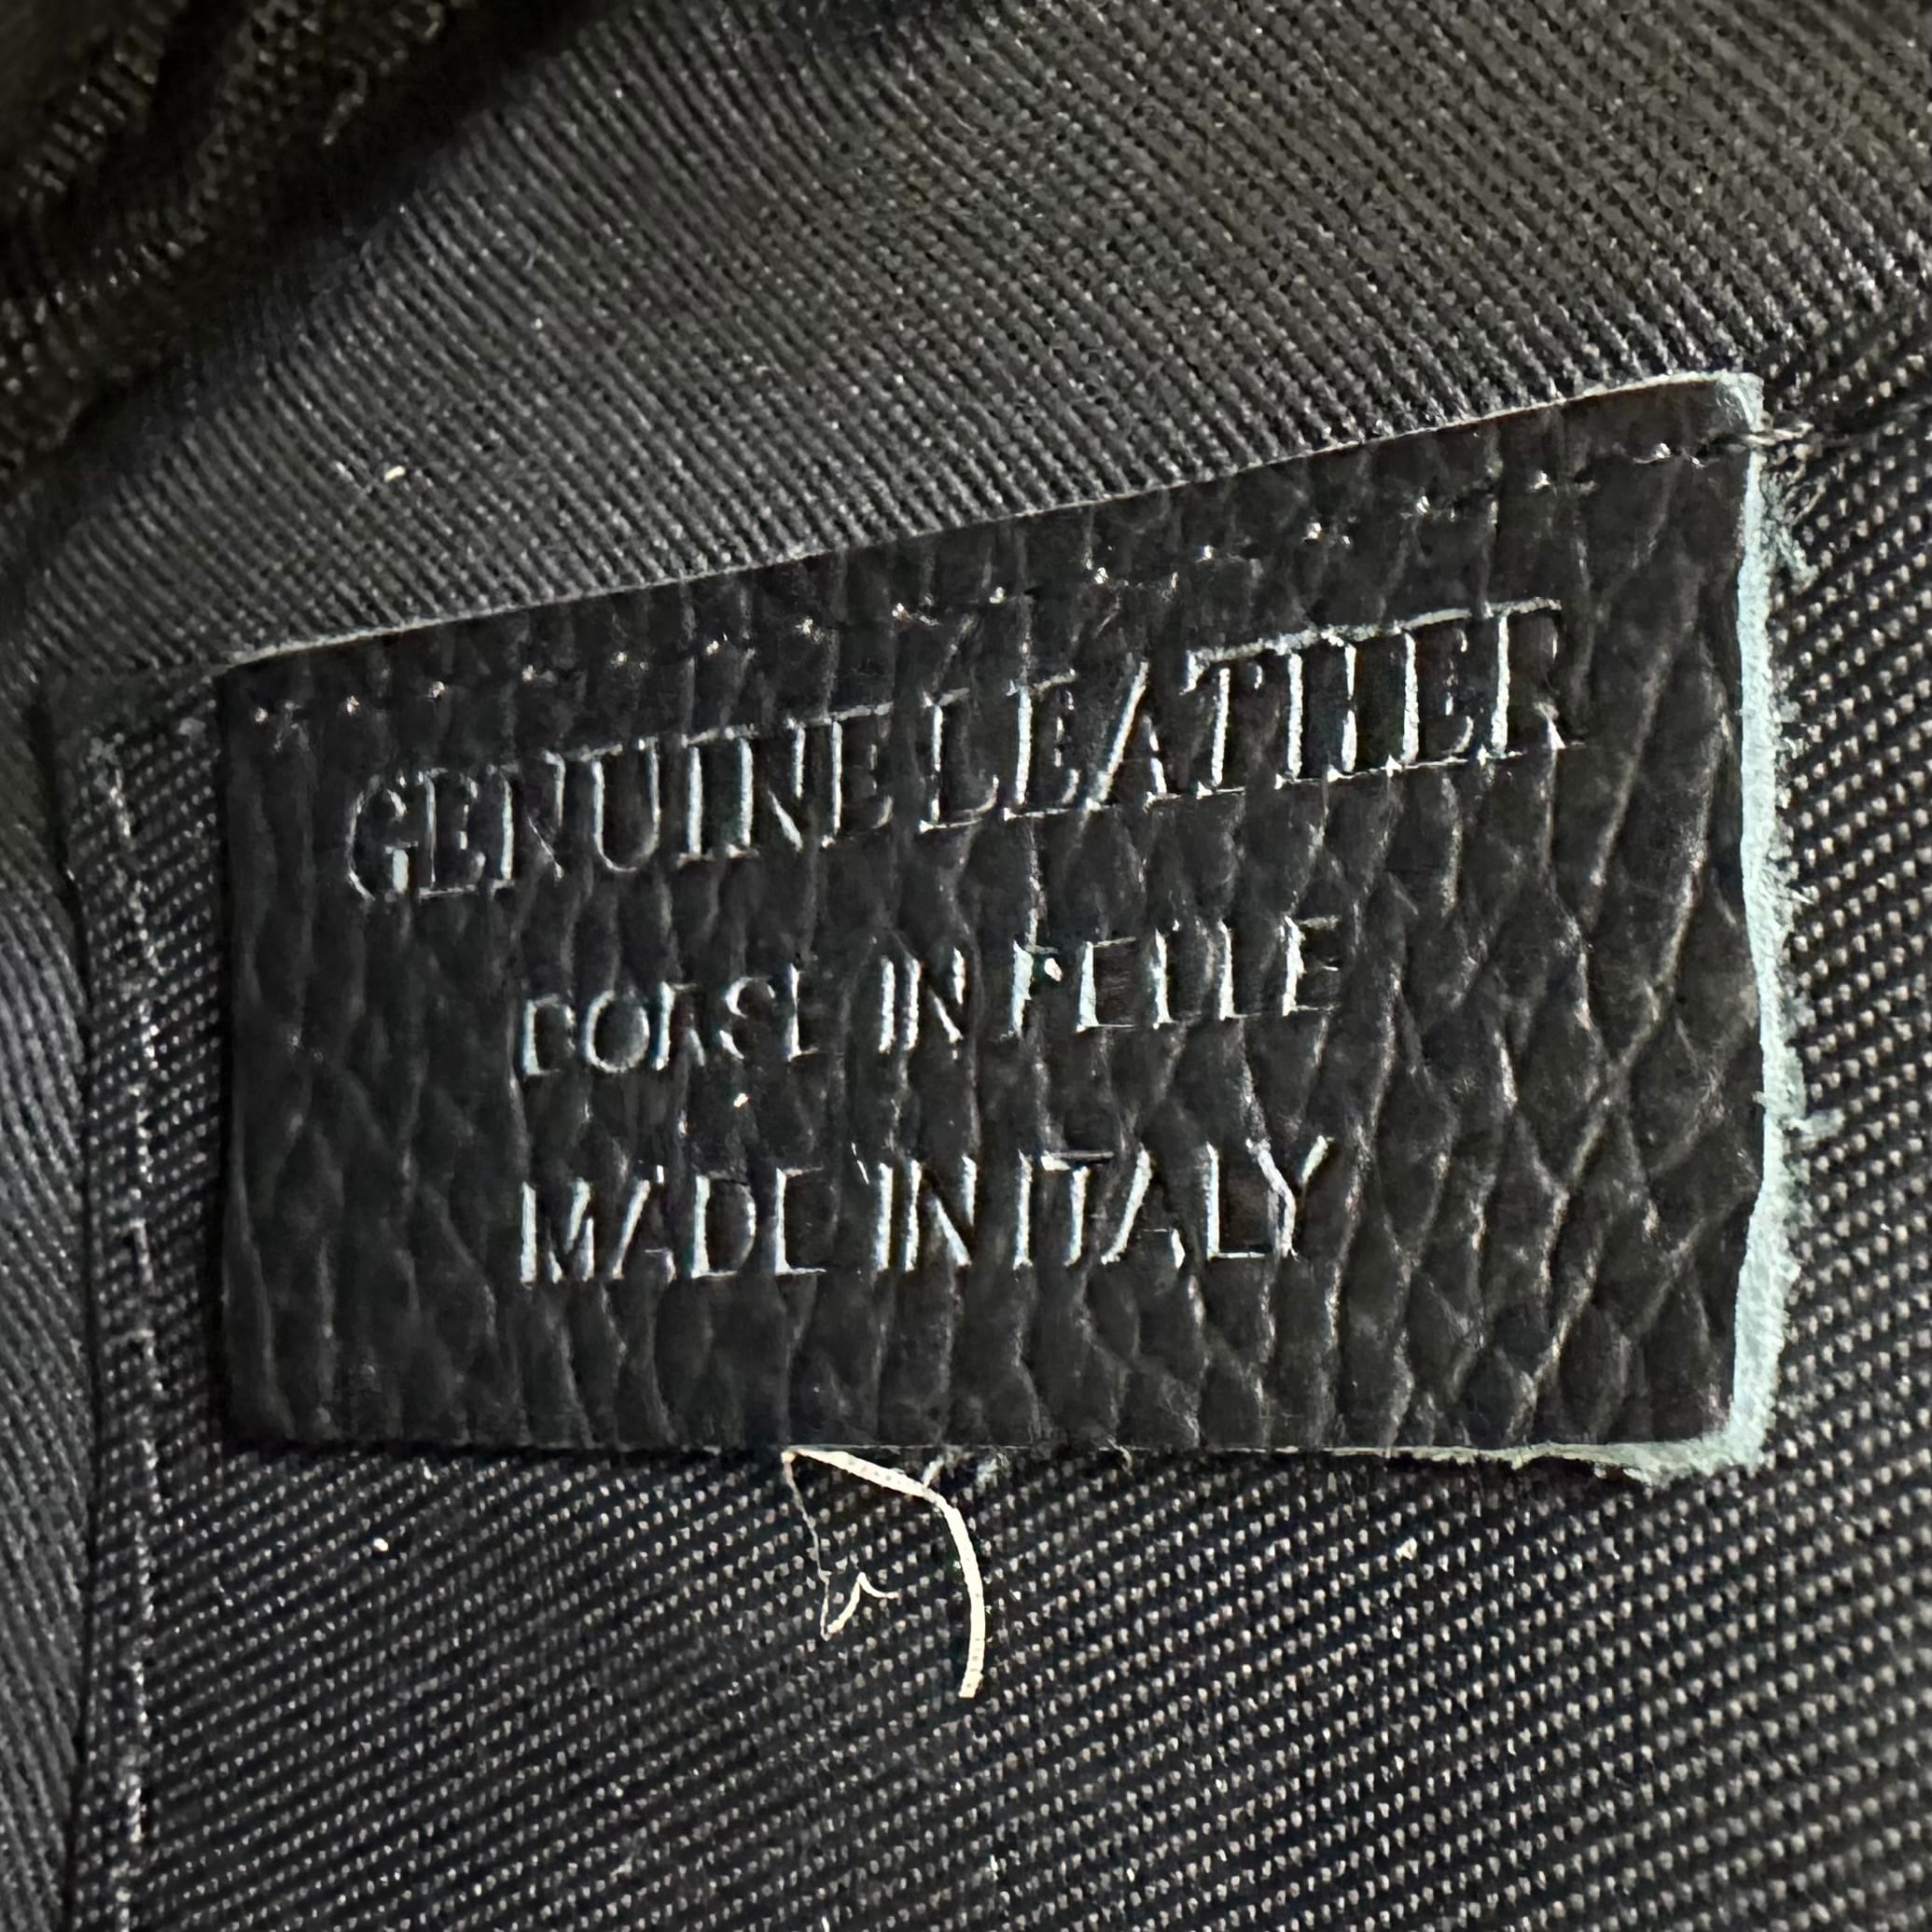 GENUINE LEATHER
BORSE IN PELLE
MADE IN ITALY